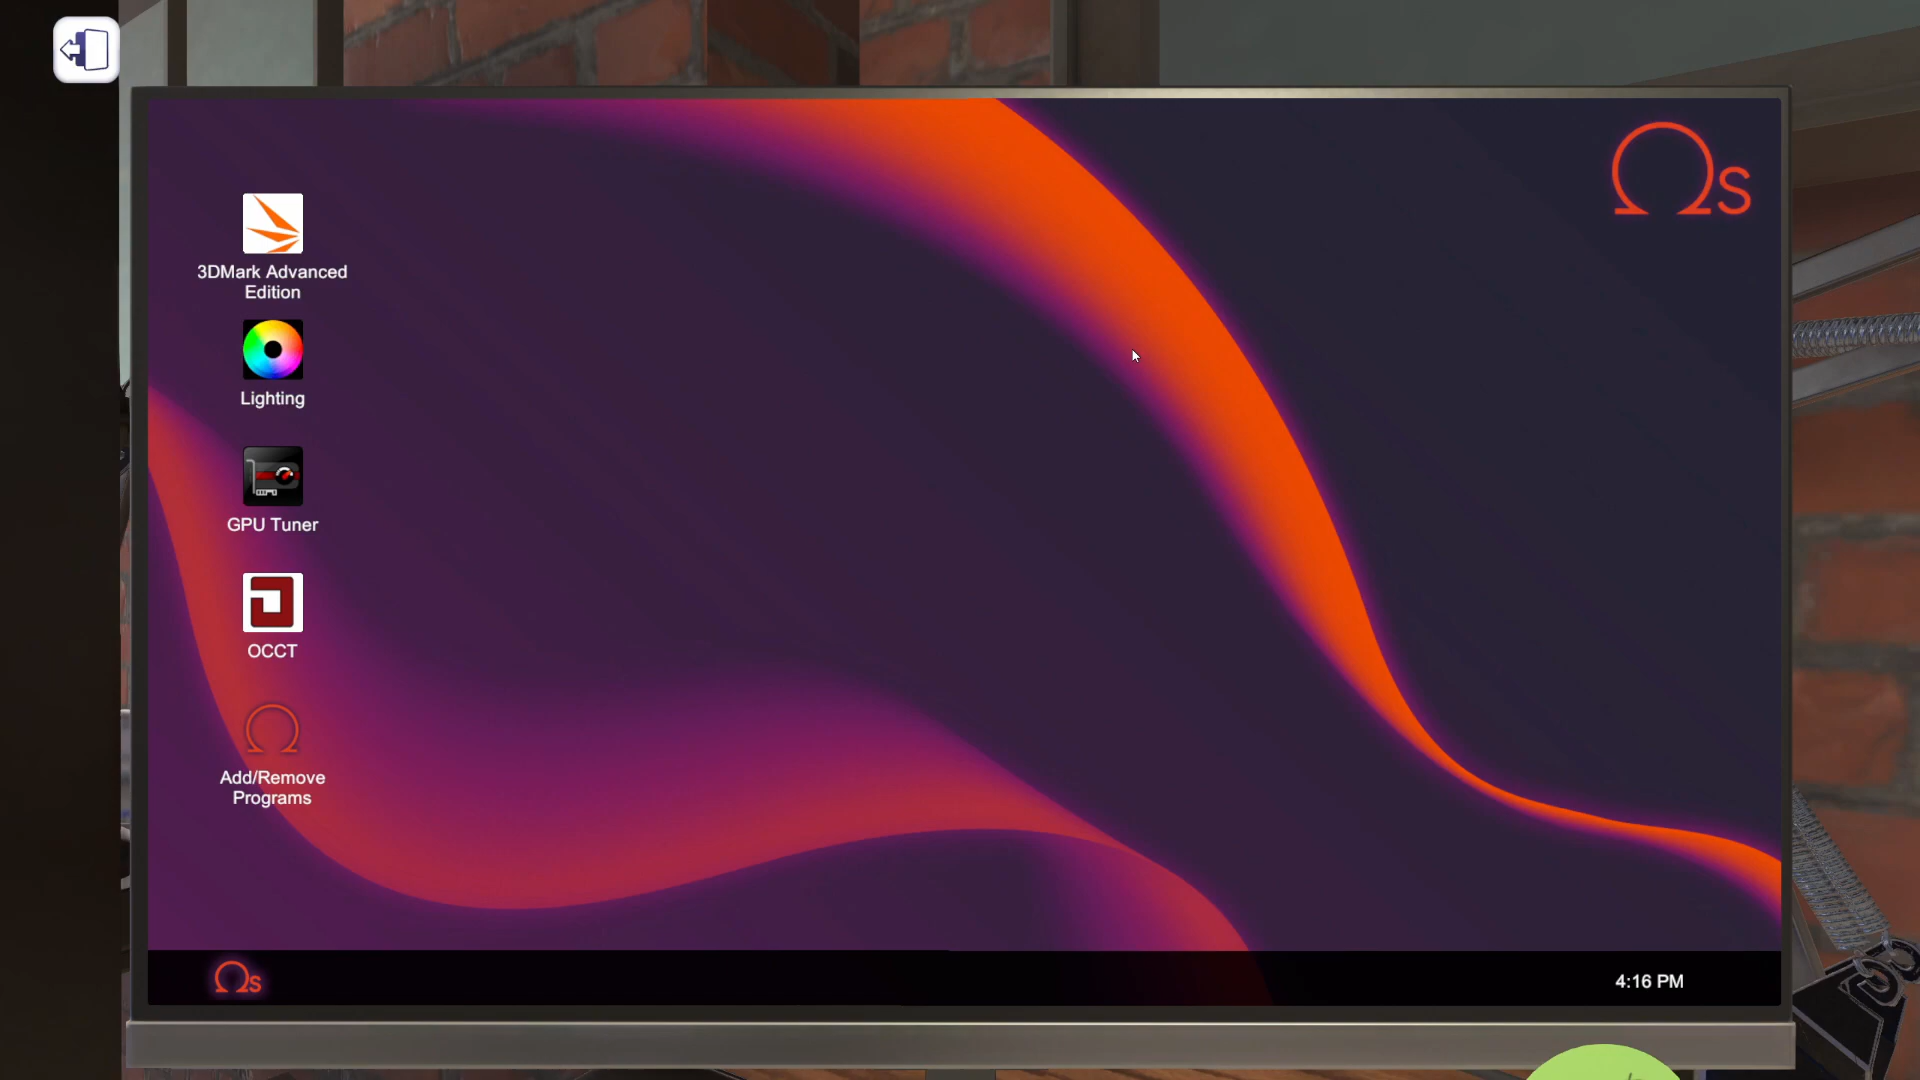 Ωs
3DMark Advanced
Edition
Lighting
GPU Tuner
OCCT
Add/Remove
Programs
Ωs
4:16 PM